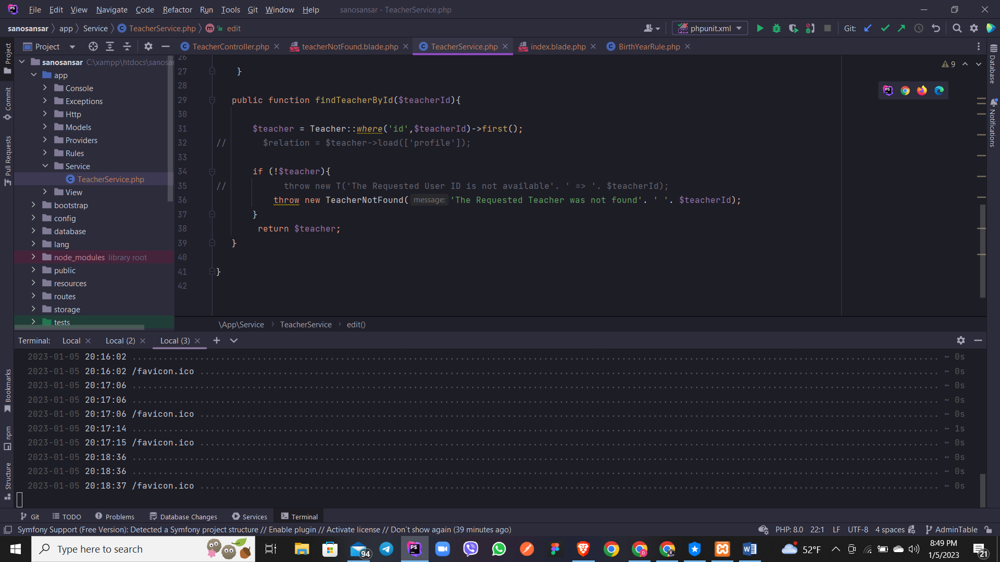 File Edit View Navigate Code Refactor Run Tools Git Window Help sanosansar - TeacherService.php
sanosansar app Service TeacherService.php edit
phpunit.xml
Git:
Project
TeacherController.php
teacherNotFound.blade.php
TeacherService.php
index.blade.php
BirthYearRule.php
Project
Commit
Pull Requests
Bookmarks
npm
Structure
sanosansar C:\xampp\htdocs\sanosar
app
Console
Exceptions
Http
Models
Providers
Rules
Service
TeacherService.php
View
bootstrap
config
database
lang
node_modules library root
public
resources
routes
storage
tests
26
27 }
28
29 public function findTeacherById($teacherId){
30
31 $teacher = Teacher::where('id',$teacherId)->first();
32 // $relation = $teacher->load(['profile']);
33
34 if (!$teacher){
35 // throw new T('The Requested User ID is not available'. ' => '. $teacherId);
36 throw new TeacherNotFound( message: 'The Requested Teacher was not found'. ' '. $teacherId);
37 }
38 return $teacher;
39 }
40
41 }
42
9
Database
Notifications
\App\Service TeacherService edit()
Terminal: Local Local (2) Local (3)
2023-01-05 20:16:02 ~ 0s
2023-01-05 20:16:02 /favicon.ico ~ 0s
2023-01-05 20:17:06 ~ 0s
2023-01-05 20:17:06 ~ 0s
2023-01-05 20:17:06 /favicon.ico ~ 0s
2023-01-05 20:17:14 ~ 1s
2023-01-05 20:17:15 /favicon.ico ~ 0s
2023-01-05 20:18:36 ~ 0s
2023-01-05 20:18:36 ~ 0s
2023-01-05 20:18:37 /favicon.ico ~ 0s
Git TODO Problems Database Changes Services Terminal
Symfony Support (Free Version): Detected a Symfony project structure // Enable plugin // Activate license // Don`t show again (39 minutes ago)
PHP: 8.0 22:1 LF UTF-8 4 spaces AdminTable
Type here to search
94
52°F
8:49 PM
1/5/2023
21